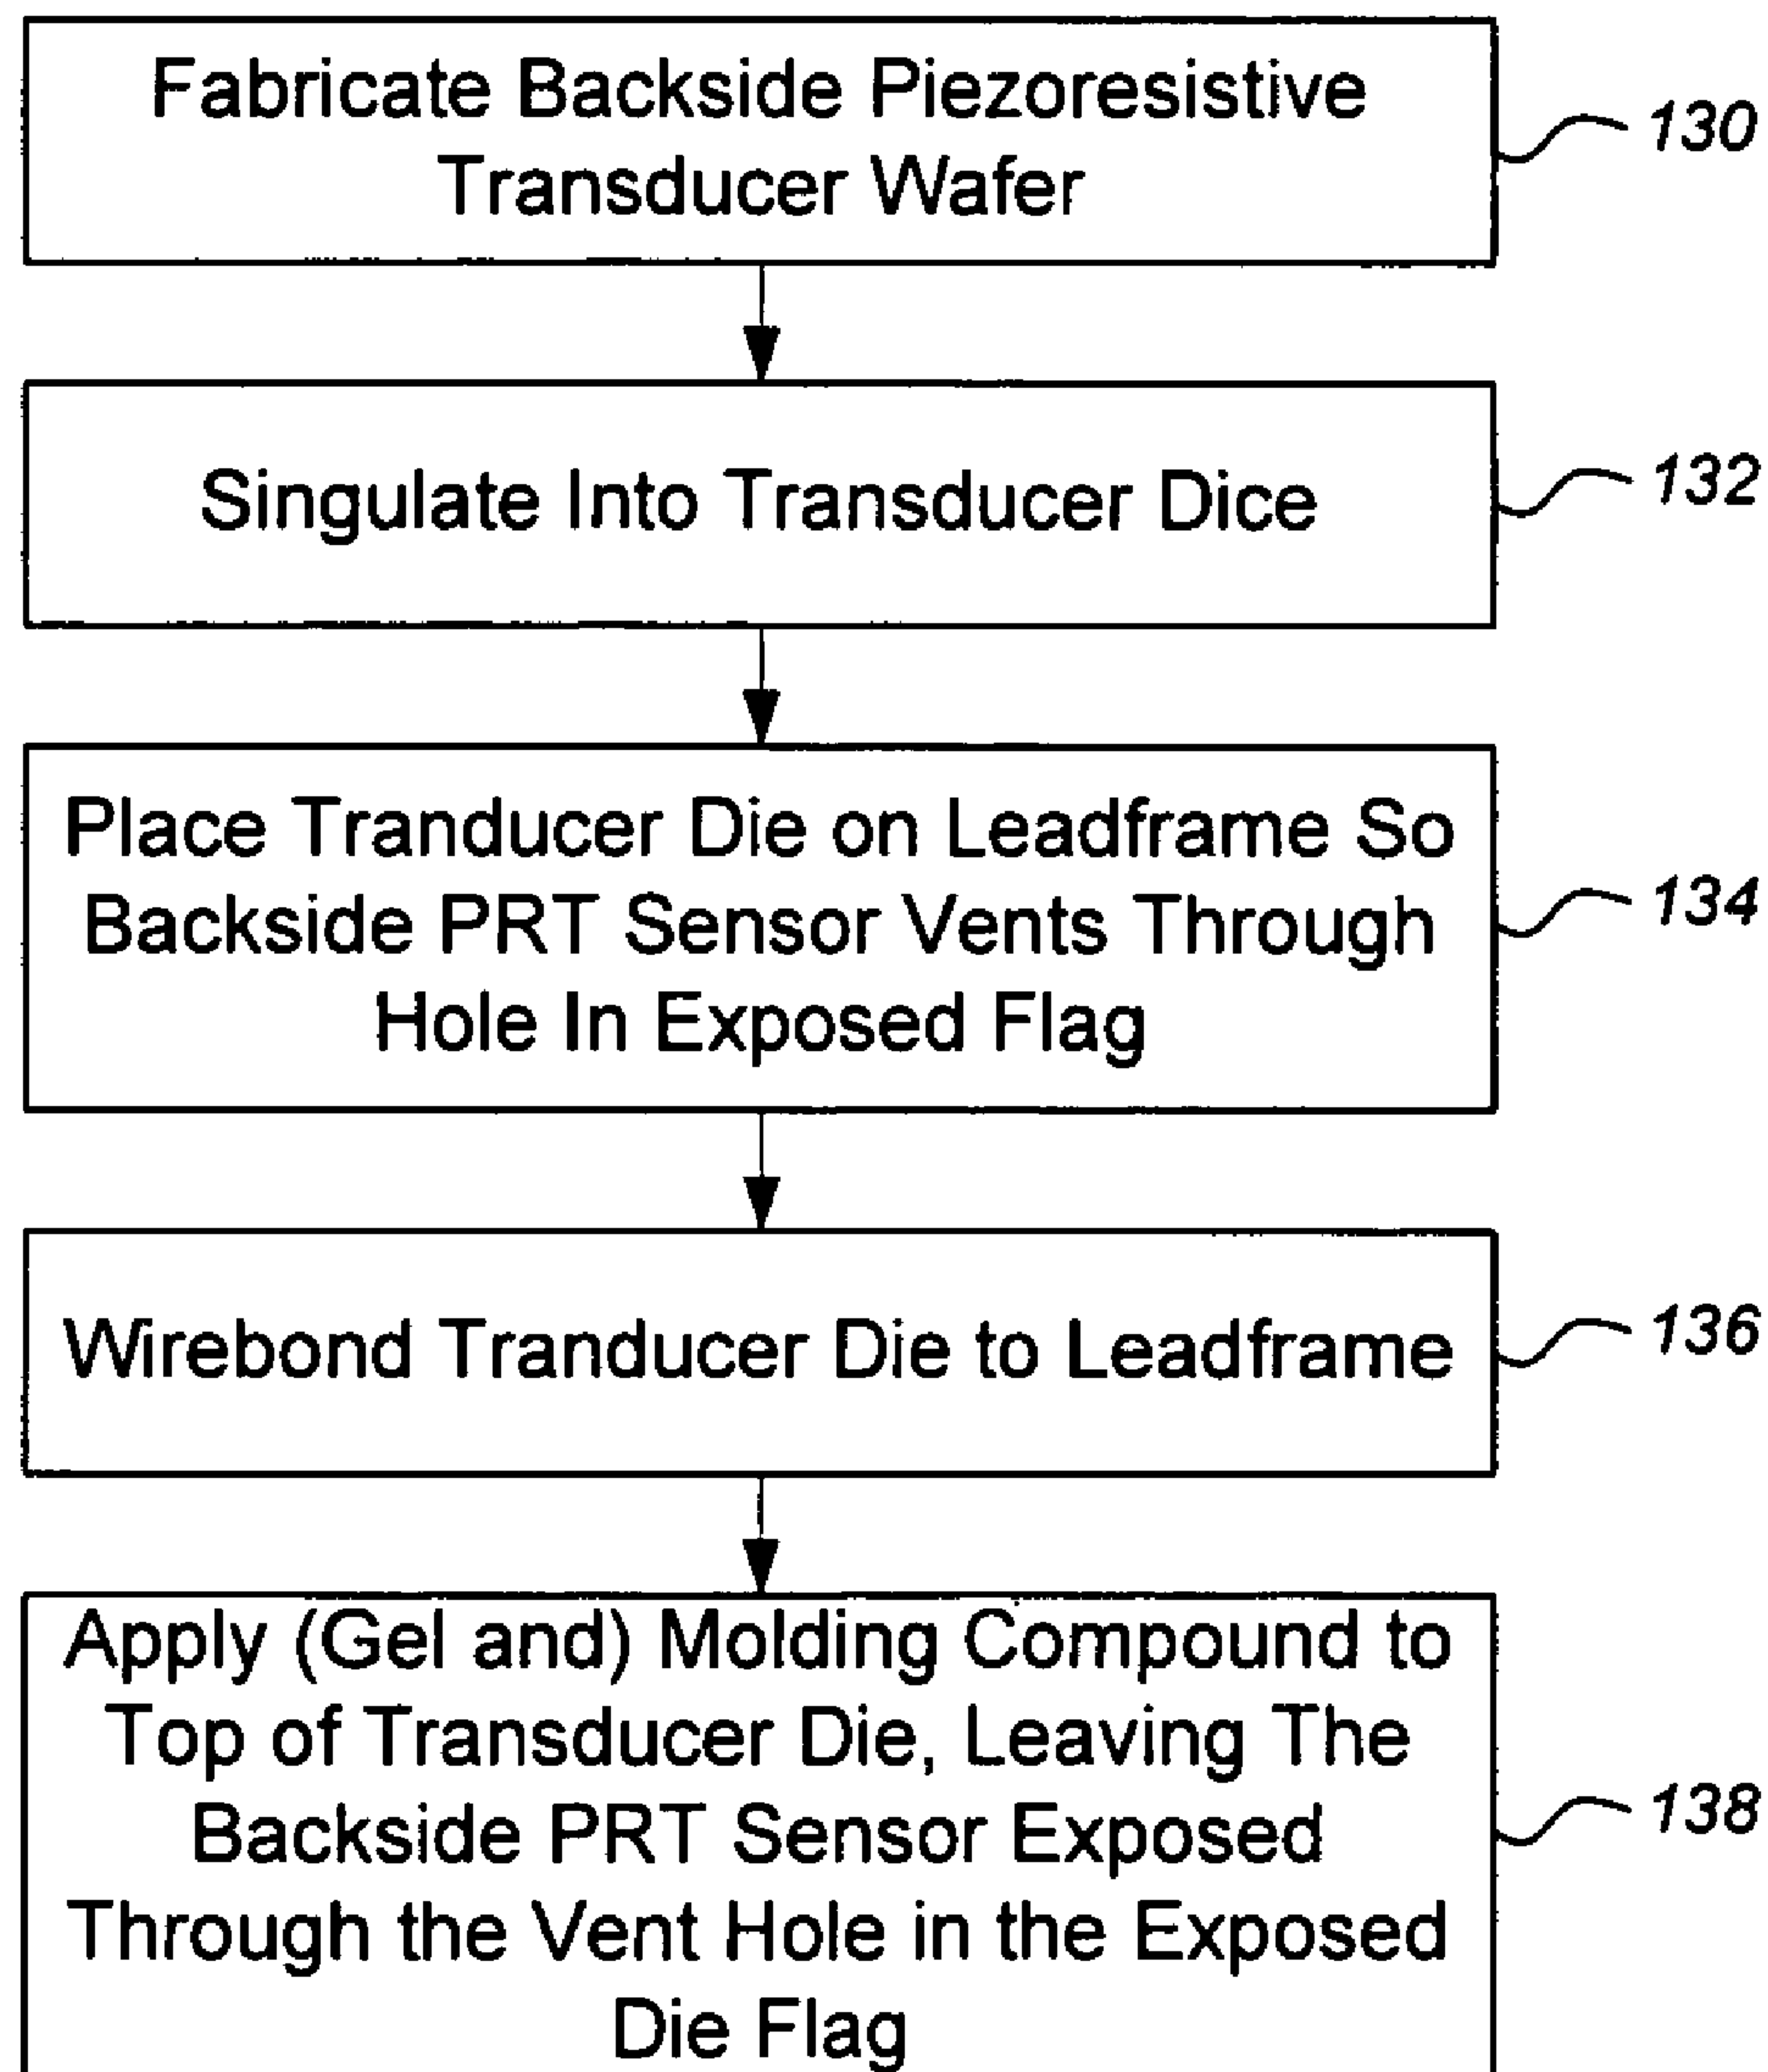 Fabricate Backside Piezoresistive
Transducer Wafer
130
Singulate Into Transducer Dice
132
Place Tranducer Die on Leadframe So
Backside PRT Sensor Vents Through
Hole In Exposed Flag
134
Wirebond Tranducer Die to Leadframe
136
Apply (Gel and) Molding Compound to
Top of Transducer Die, Leaving The
Backside PRT Sensor Exposed
Through the Vent Hole in the Exposed
Die Flag
138